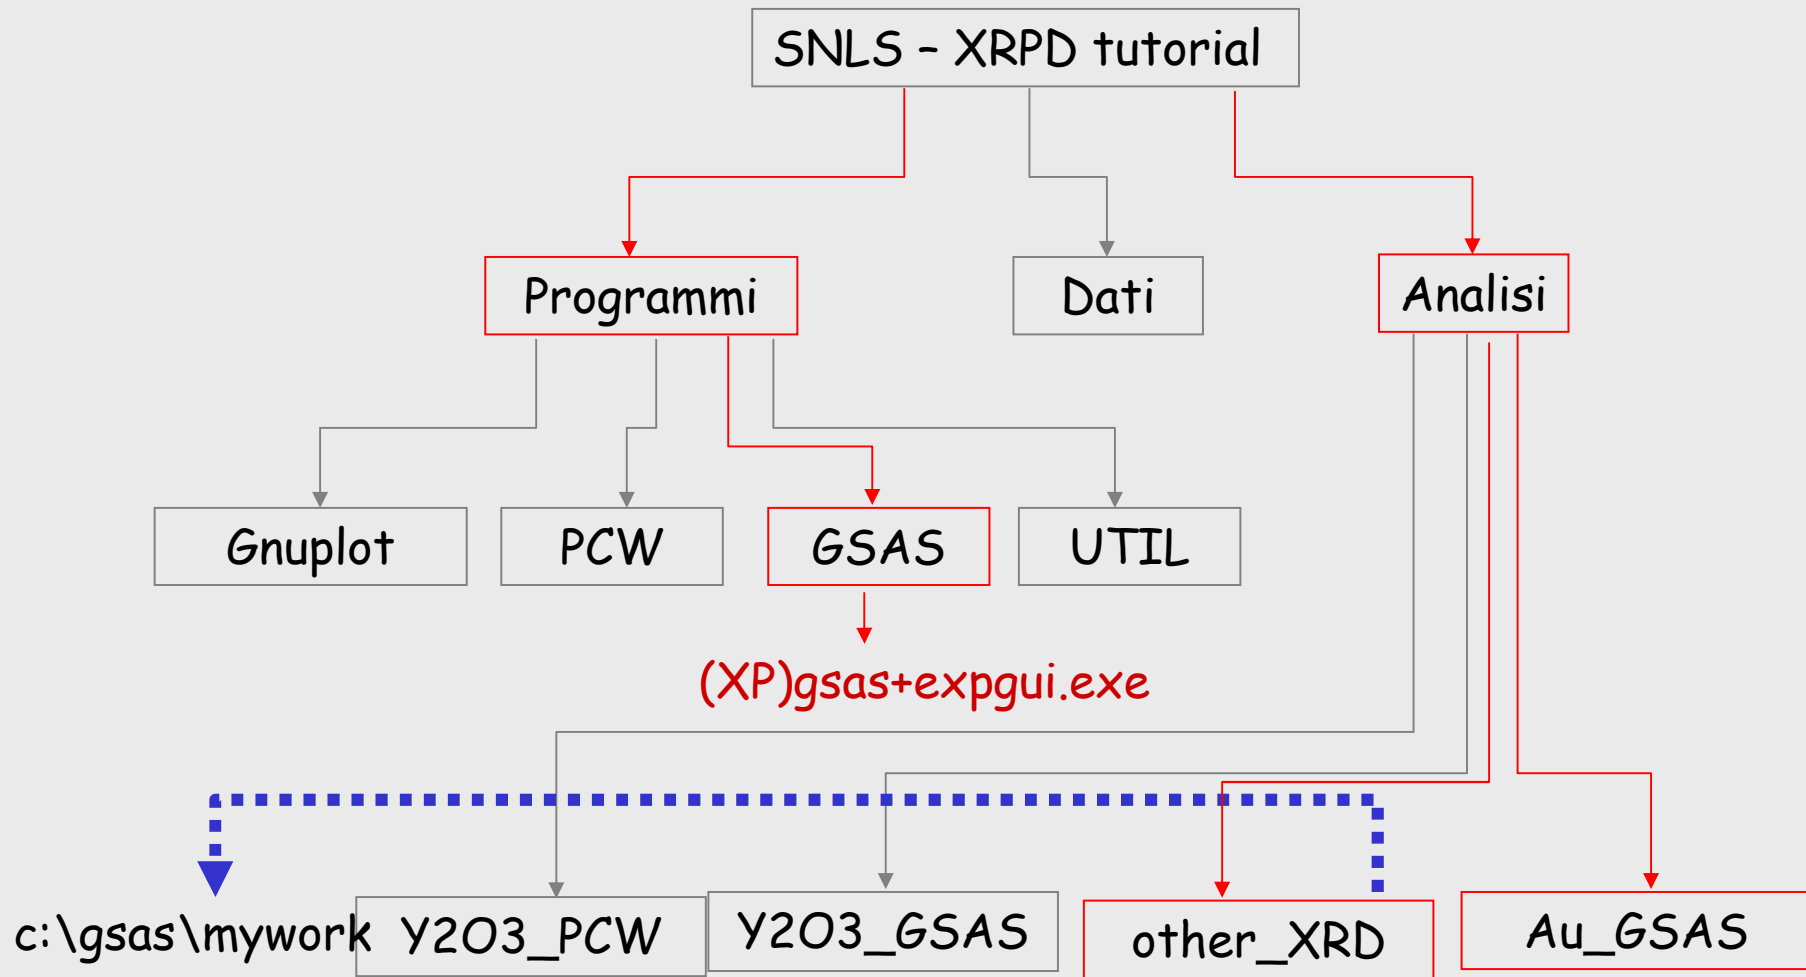 SNLS – XRPD tutorial
Programmi
Dati
Analisi
Gnuplot
PCW
GSAS
UTIL
(XP)gsas+expgui.exe
c:\gsas\mywork
Y2O3_PCW
Y2O3_GSAS
other_XRD
Au_GSAS